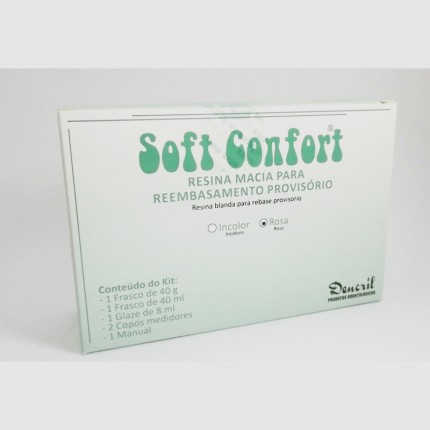 Soft Confort®
RESINA MACIA PARA
REEMBASAMENTO PROVISÓRIO
Resina blanda para rebase provisorio
Incolor Rosa
Incoloro Rosa
Conteúdo do Kit:
- 1 Frasco de 40 g
- 1 Frasco de 40 ml
- 1 Glaze de 8 ml
- 2 Copos medidores
- 1 Manual
Dencril
PRODUTOS ODONTOLÓGICOS